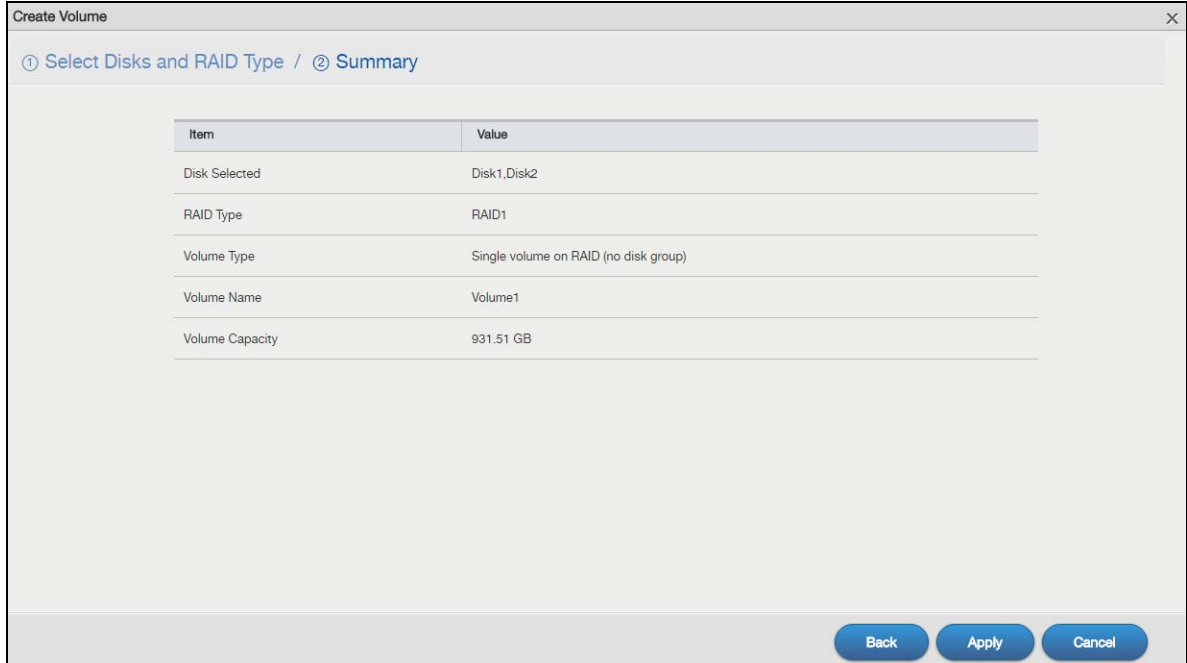 Create Volume X
① Select Disks and RAID Type / ② Summary
Item Value
Disk Selected Disk1,Disk2
RAID Type RAID1
Volume Type Single volume on RAID (no disk group)
Volume Name Volume1
Volume Capacity 931.51 GB
Back Apply Cancel